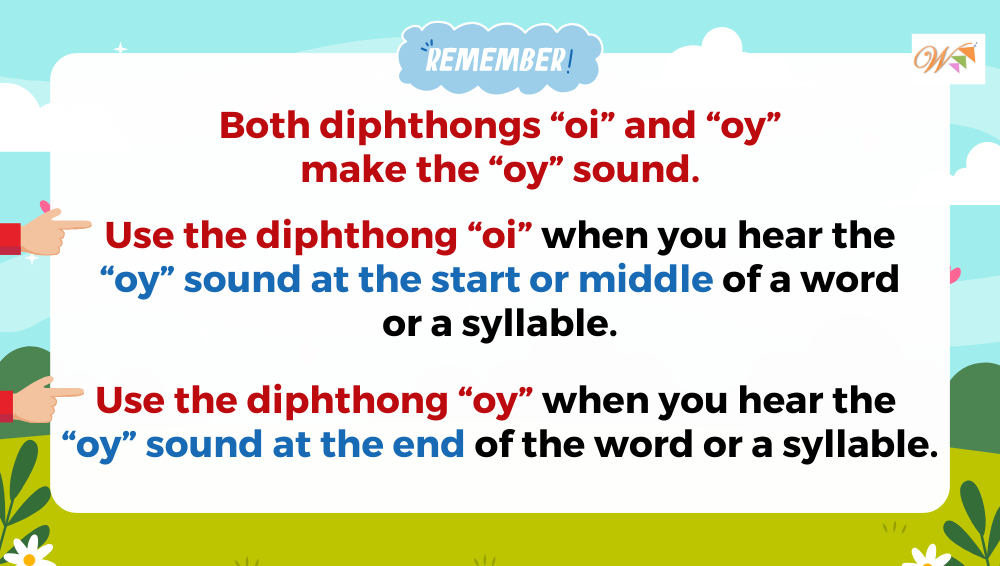 REMEMBER!
Both diphthongs “oi” and “oy”
make the “oy” sound.
Use the diphthong “oi” when you hear the
“oy” sound at the start or middle of a word
or a syllable.
Use the diphthong “oy” when you hear the
“oy” sound at the end of the word or a syllable.
W